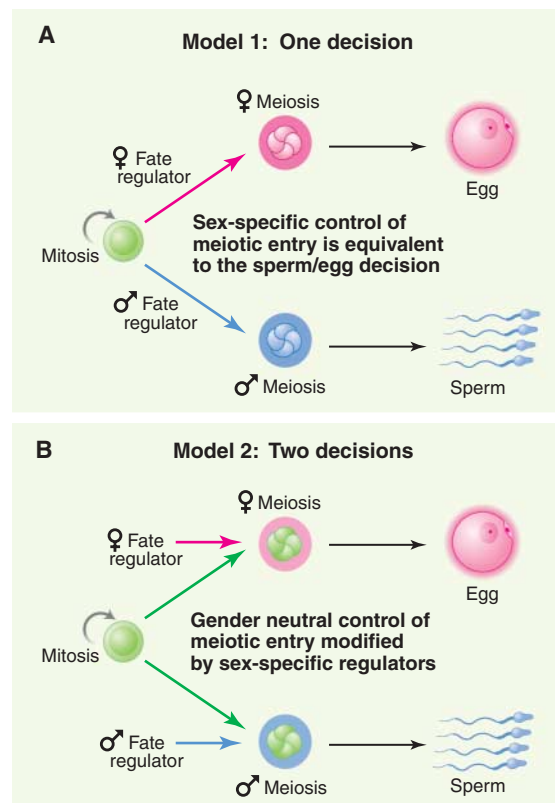 A
Model 1: One decision
♀ Meiosis
♀ Fate
regulator
Egg
Sex-specific control of
meiotic entry is equivalent
to the sperm/egg decision
Mitosis
♂ Fate
regulator
♂ Meiosis
Sperm
B
Model 2: Two decisions
♀ Meiosis
♀ Fate
regulator
Egg
Gender neutral control of
meiotic entry modified
by sex-specific regulators
Mitosis
♂ Fate
regulator
♂ Meiosis
Sperm